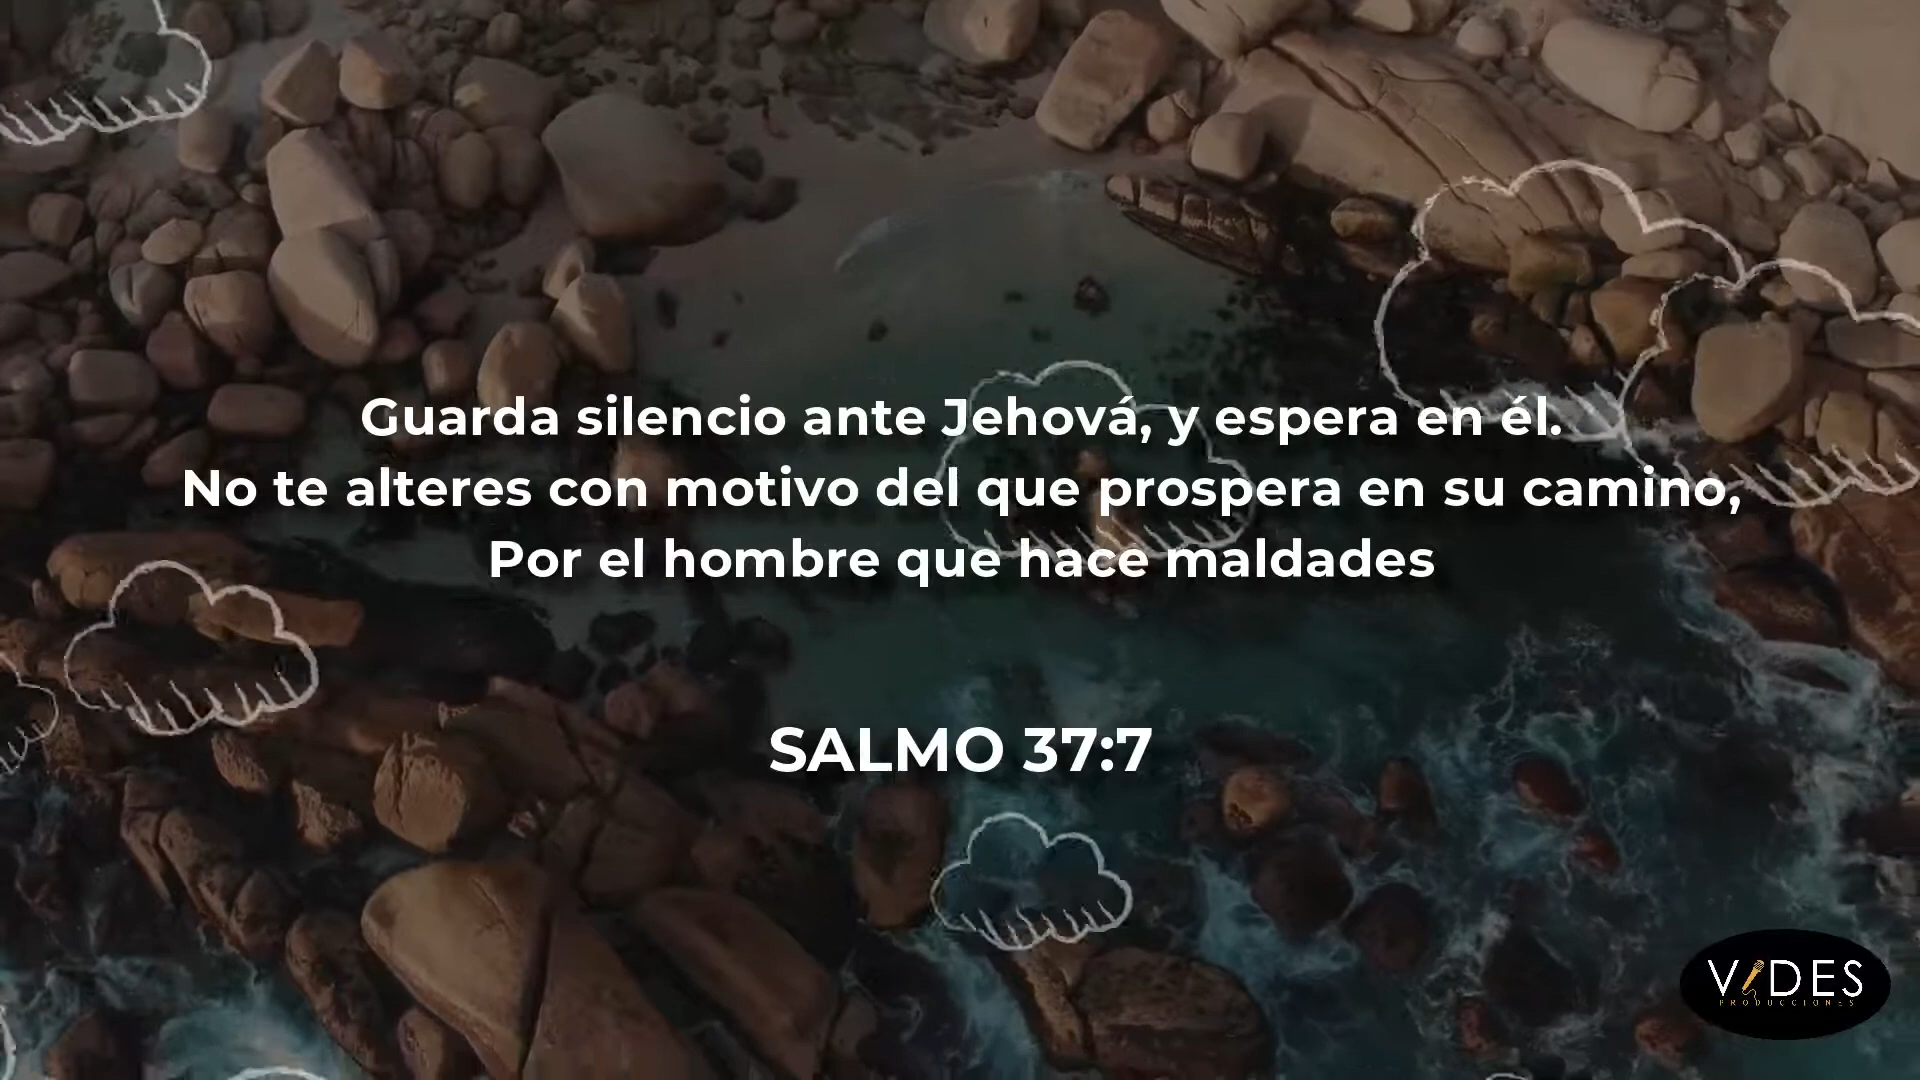 Guarda silencio ante Jehová, y espera en él.
No te alteres con motivo del que prospera en su camino,
Por el hombre que hace maldades
SALMO 37:7
VIDES
PRODUCCIONES